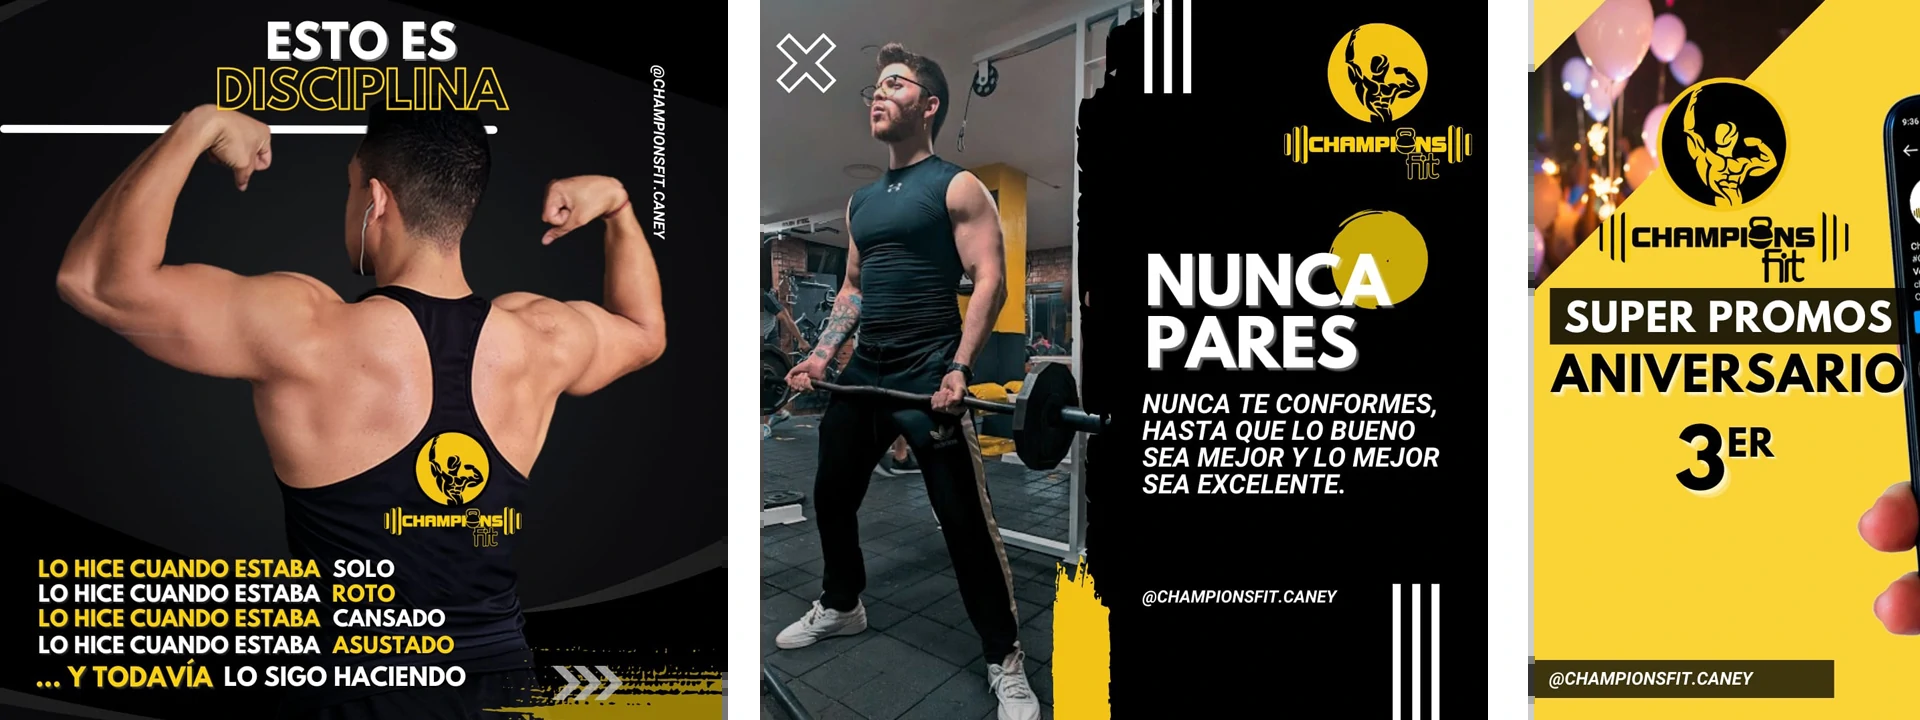 ESTO ES
DISCIPLINA
@CHAMPIONSFIT.CANEY
CHAMPIONS
fit
LO HICE CUANDO ESTABA SOLO
LO HICE CUANDO ESTABA ROTO
LO HICE CUANDO ESTABA CANSADO
LO HICE CUANDO ESTABA ASUSTADO
... Y TODAVÍA LO SIGO HACIENDO
CHAMPIONS
fit
NUNCA
PARES
NUNCA TE CONFORMES,
HASTA QUE LO BUENO
SEA MEJOR Y LO MEJOR
SEA EXCELENTE.
@CHAMPIONSFIT.CANEY
CHAMPIONS
fit
9:36
SUPER PROMOS
ANIVERSARIO
3ER
@CHAMPIONSFIT.CANEY